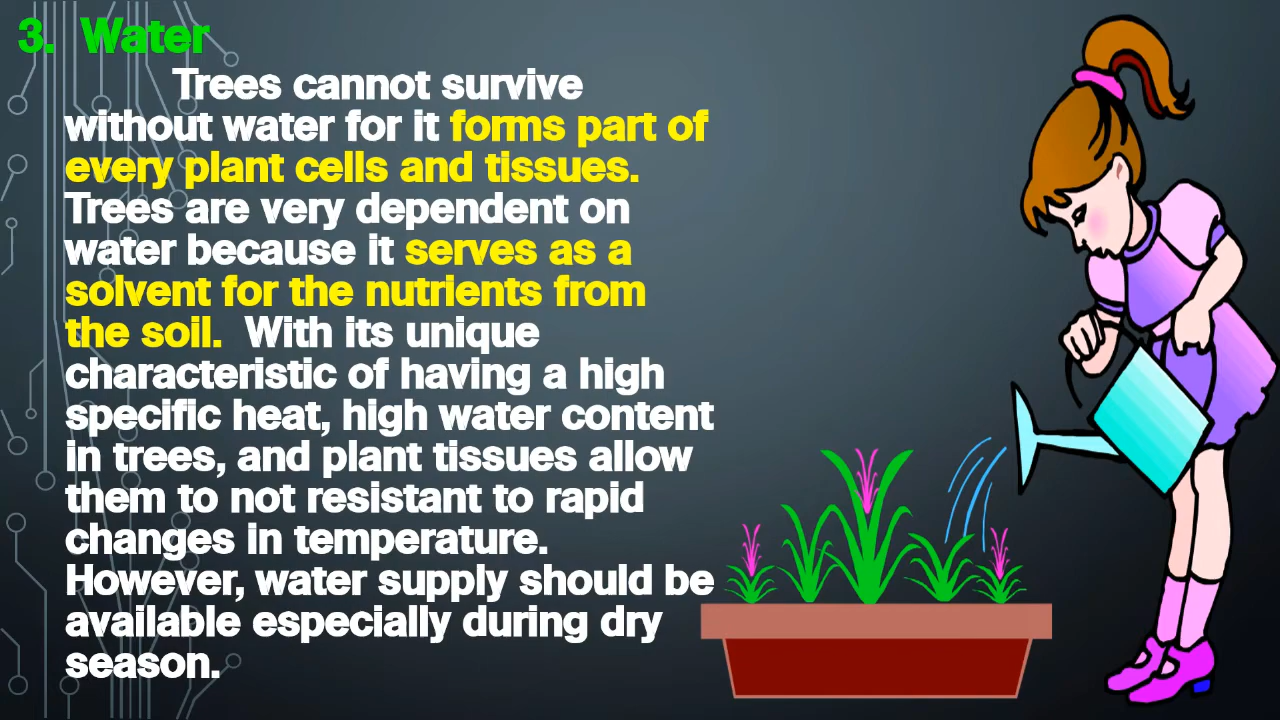 3. Water
Trees cannot survive
without water for it forms part of
every plant cells and tissues.
Trees are very dependent on
water because it serves as a
solvent for the nutrients from
the soil. With its unique
characteristic of having a high
specific heat, high water content
in trees, and plant tissues allow
them to not resistant to rapid
changes in temperature.
However, water supply should be
available especially during dry
season.